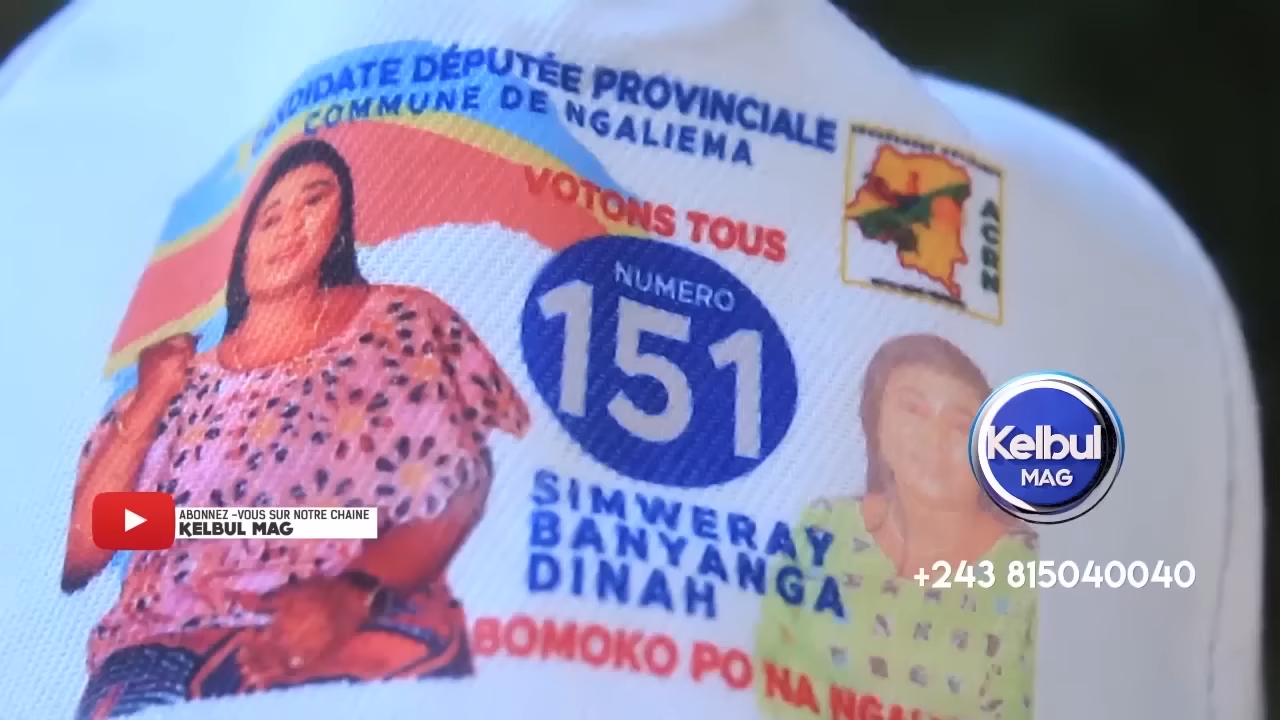 CANDIDATE DÉPUTÉE PROVINCIALE
COMMUNE DE NGALIEMA
VOTONS TOUS
ACRN
NUMERO
151
SIMWERAY
BANYANGA
DINAH
BOMOKO PO NA
Kelbul
MAG
+243 815040040
ABONNEZ -VOUS SUR NOTRE CHAINE
KELBUL MAG